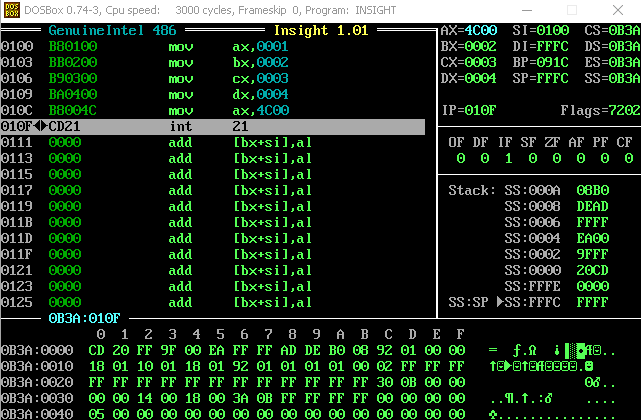 DOSBox 0.74-3, Cpu speed: 3000 cycles, Frameskip 0, Program: INSIGHT
GenuineIntel 486 Insight 1.01
0100 B80100 mov ax,0001
0103 BB0200 mov bx,0002
0106 B90300 mov cx,0003
0109 BA0400 mov dx,0004
010C B8004C mov ax,4C00
010F CD21 int 21
0111 0000 add [bx+si],al
0113 0000 add [bx+si],al
0115 0000 add [bx+si],al
0117 0000 add [bx+si],al
0119 0000 add [bx+si],al
011B 0000 add [bx+si],al
011D 0000 add [bx+si],al
011F 0000 add [bx+si],al
0121 0000 add [bx+si],al
0123 0000 add [bx+si],al
0125 0000 add [bx+si],al
AX=4C00 SI=0100 CS=0B3A
BX=0002 DI=FFFC DS=0B3A
CX=0003 BP=091C ES=0B3A
DX=0004 SP=FFFC SS=0B3A
IP=010F Flags=7202
OF DF IF SF ZF AF PF CF
0 0 1 0 0 0 0 0
Stack: SS:000A 08B0
SS:0008 DEAD
SS:0006 FFFF
SS:0004 EA00
SS:0002 9FFF
SS:0000 20CD
SS:FFFE 0000
SS:SP SS:FFFC FFFF
0B3A:010F
0 1 2 3 4 5 6 7 8 9 A B C D E F
0B3A:0000 CD 20 FF 9F 00 EA FF FF AD DE B0 08 92 01 00 00
0B3A:0010 18 01 10 01 18 01 92 01 01 01 01 00 02 FF FF FF
0B3A:0020 FF FF FF FF FF FF FF FF FF FF FF FF 30 0B 00 00
0B3A:0030 00 00 14 00 18 00 3A 0B FF FF FF FF 00 00 00 00
0B3A:0040 05 00 00 00 00 00 00 00 00 00 00 00 00 00 00 00